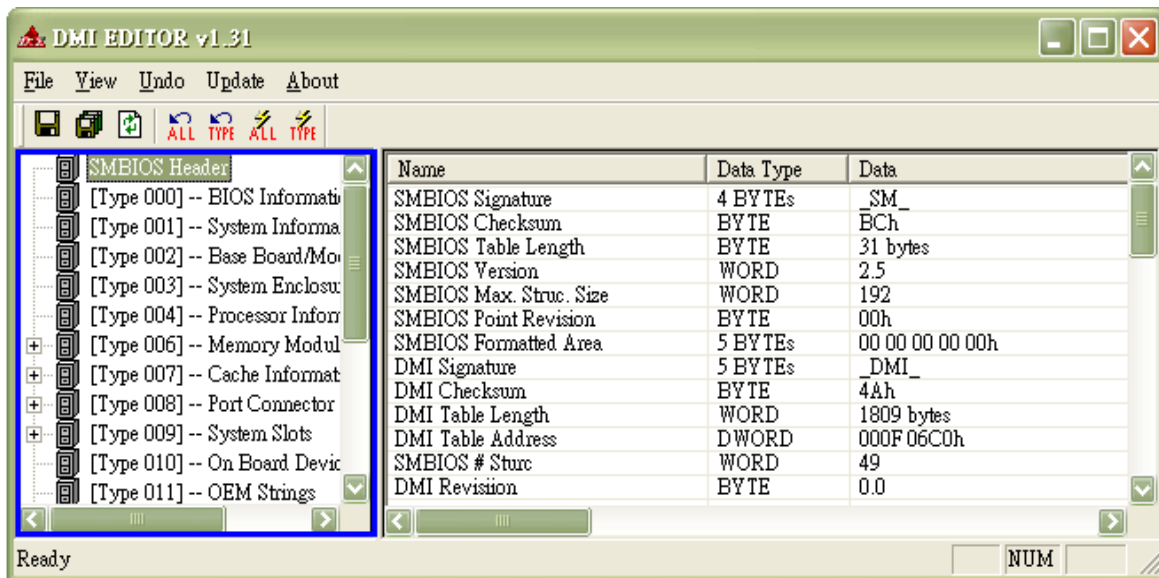 DMI EDITOR v1.31
File View Undo Update About
ALL TYPE ALL TYPE
SMBIOS Header
[Type 000] -- BIOS Informati
[Type 001] -- System Informa
[Type 002] -- Base Board/Mo
[Type 003] -- System Enclosu
[Type 004] -- Processor Inform
[Type 006] -- Memory Modul
[Type 007] -- Cache Informat
[Type 008] -- Port Connector
[Type 009] -- System Slots
[Type 010] -- On Board Devic
[Type 011] -- OEM Strings
Name Data Type Data
SMBIOS Signature 4 BYTEs _SM_
SMBIOS Checksum BYTE BCh
SMBIOS Table Length BYTE 31 bytes
SMBIOS Version WORD 2.5
SMBIOS Max. Struc. Size WORD 192
SMBIOS Point Revision BYTE 00h
SMBIOS Formatted Area 5 BYTEs 00 00 00 00 00h
DMI Signature 5 BYTEs _DMI_
DMI Checksum BYTE 4Ah
DMI Table Length WORD 1809 bytes
DMI Table Address DWORD 000F 06C0h
SMBIOS # Sturc WORD 49
DMI Revisiion BYTE 0.0
Ready NUM